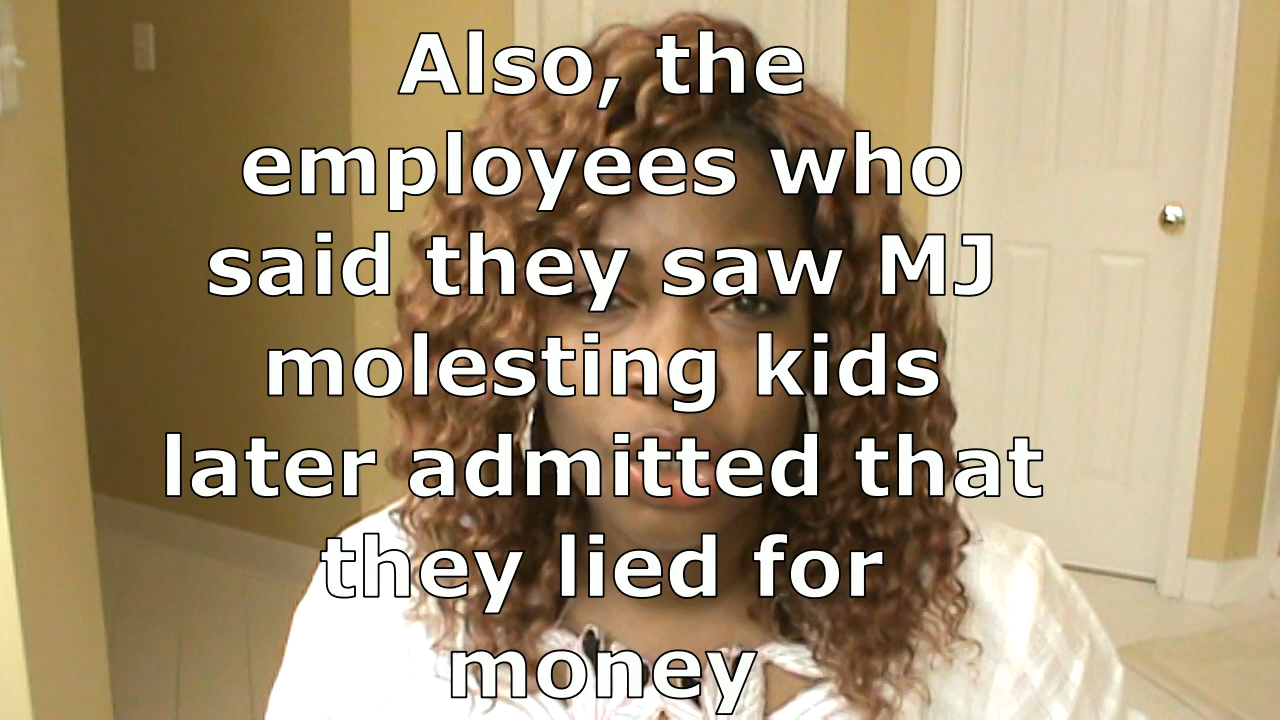 Also, the
employees who
said they saw MJ
molesting kids
later admitted that
they lied for
money